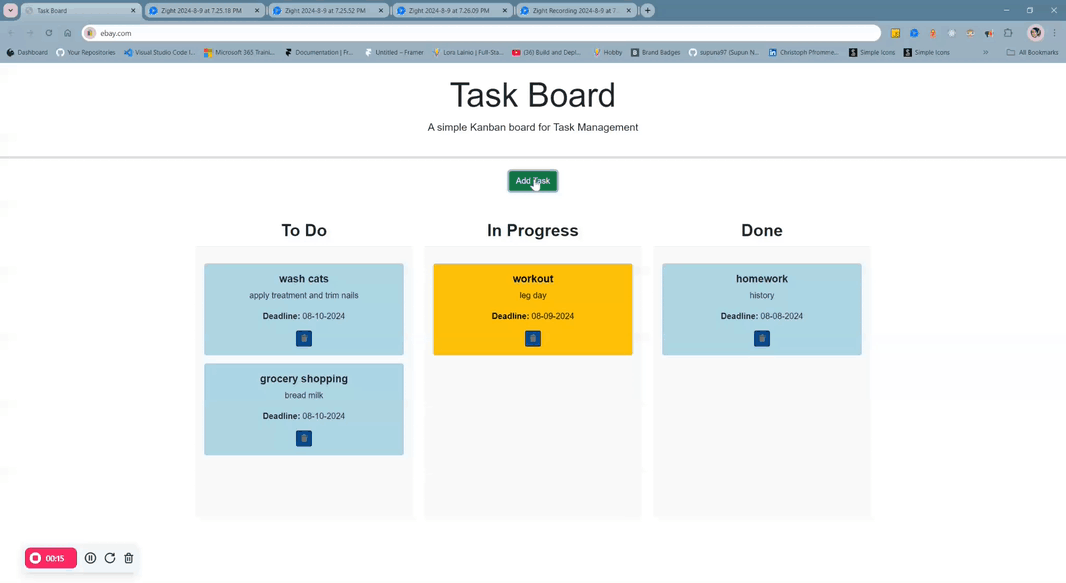 Task Board
Zight 2024-8-9 at 7.25.18 PM
Zight 2024-8-9 at 7.25.52 PM
Zight 2024-8-9 at 7.26.09 PM
Zight Recording 2024-8-9 at 7.
ebay.com
Dashboard
Your Repositories
Visual Studio Code I...
Microsoft 365 Traini...
Documentation | Fr...
Untitled – Framer
Lora Lainio | Full-Sta...
(36) Build and Depl...
Hobby
Brand Badges
supuna97 (Supun N...
Christoph Pfromme...
Simple Icons
Simple Icons
All Bookmarks
Task Board
A simple Kanban board for Task Management
Add Task
To Do
wash cats
apply treatment and trim nails
Deadline: 08-10-2024
grocery shopping
bread milk
Deadline: 08-10-2024
In Progress
workout
leg day
Deadline: 08-09-2024
Done
homework
history
Deadline: 08-08-2024
00:15